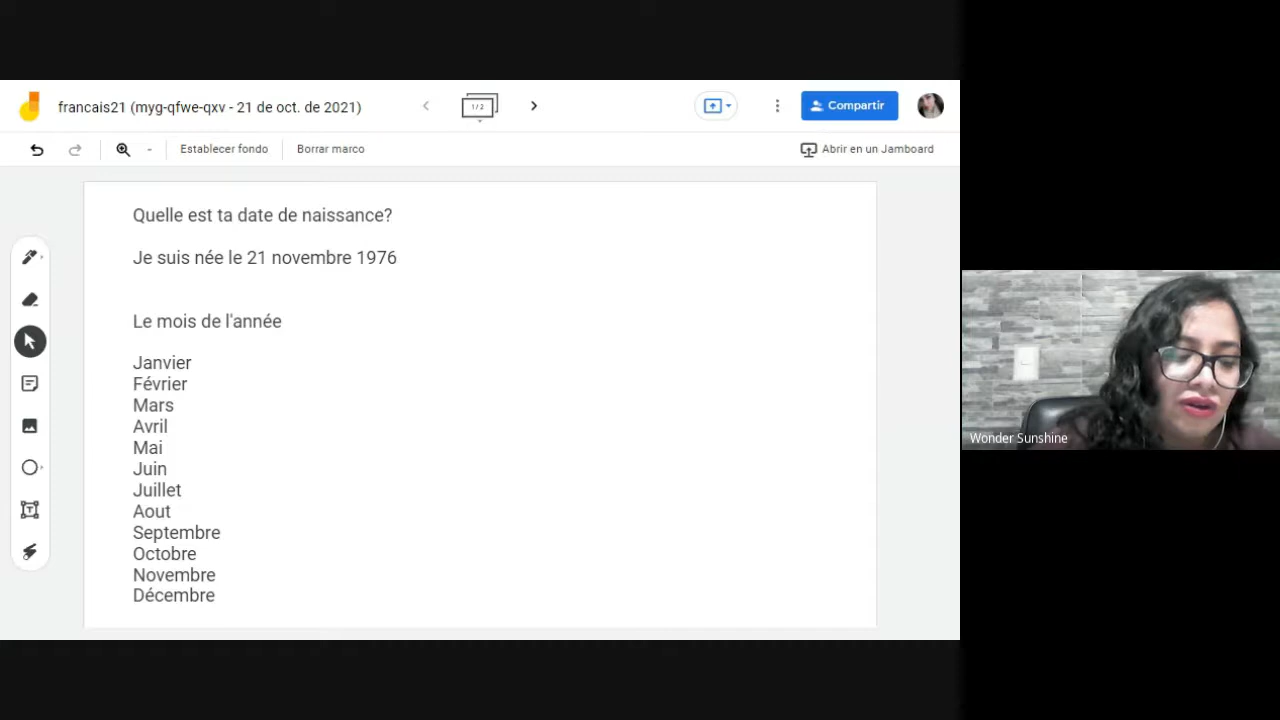 francais21 (myg-qfwe-qxv - 21 de oct. de 2021)
1/2
Compartir
Establecer fondo
Borrar marco
Abrir en un Jamboard
Quelle est ta date de naissance?
Je suis née le 21 novembre 1976
Le mois de l'année
Janvier
Février
Mars
Avril
Mai
Juin
Juillet
Aout
Septembre
Octobre
Novembre
Décembre
Wonder Sunshine